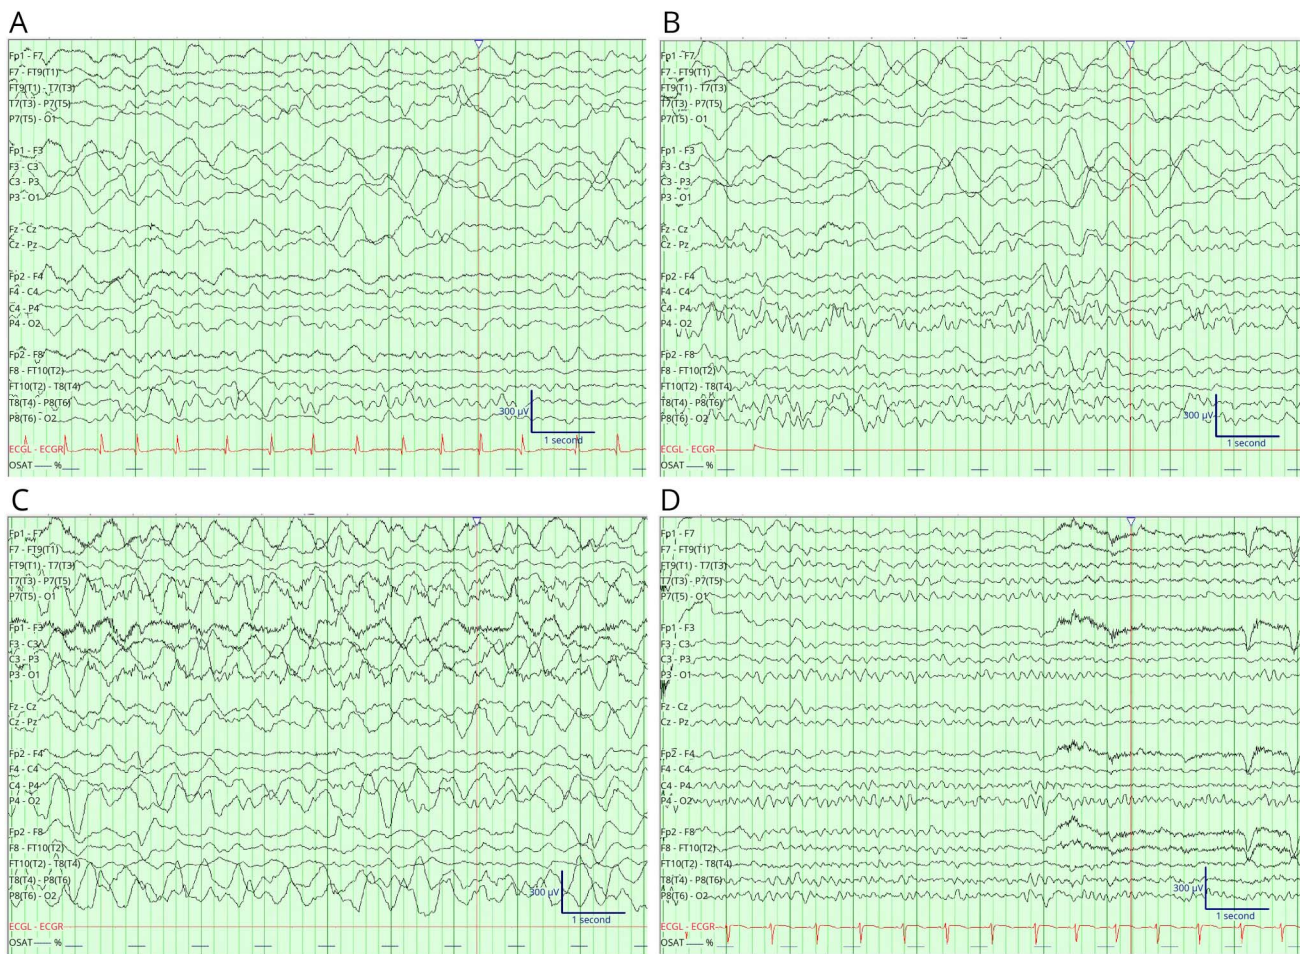 A
Fp1 - F7
F7 - FT9(T1)
FT9(T1) - T7(T3)
T7(T3) - P7(T5)
P7(T5) - O1
Fp1 - F3
F3 - C3
C3 - P3
P3 - O1
Fz - Cz
Cz - Pz
Fp2 - F4
F4 - C4
C4 - P4
P4 - O2
Fp2 - F8
F8 - FT10(T2)
FT10(T2) - T8(T4)
T8(T4) - P8(T6)
P8(T6) - O2
300 µV
1 second
ECGL - ECGR
OSAT %
B
Fp1 - F7
F7 - FT9(T1)
FT9(T1) - T7(T3)
T7(T3) - P7(T5)
P7(T5) - O1
Fp1 - F3
F3 - C3
C3 - P3
P3 - O1
Fz - Cz
Cz - Pz
Fp2 - F4
F4 - C4
C4 - P4
P4 - O2
Fp2 - F8
F8 - FT10(T2)
FT10(T2) - T8(T4)
T8(T4) - P8(T6)
P8(T6) - O2
300 µV
1 second
ECGL - ECGR
OSAT %
C
Fp1 - F7
F7 - FT9(T1)
FT9(T1) - T7(T3)
T7(T3) - P7(T5)
P7(T5) - O1
Fp1 - F3
F3 - C3
C3 - P3
P3 - O1
Fz - Cz
Cz - Pz
Fp2 - F4
F4 - C4
C4 - P4
P4 - O2
Fp2 - F8
F8 - FT10(T2)
FT10(T2) - T8(T4)
T8(T4) - P8(T6)
P8(T6) - O2
300 µV
1 second
ECGL - ECGR
OSAT %
D
Fp1 - F7
F7 - FT9(T1)
FT9(T1) - T7(T3)
T7(T3) - P7(T5)
P7(T5) - O1
Fp1 - F3
F3 - C3
C3 - P3
P3 - O1
Fz - Cz
Cz - Pz
Fp2 - F4
F4 - C4
C4 - P4
P4 - O2
Fp2 - F8
F8 - FT10(T2)
FT10(T2) - T8(T4)
T8(T4) - P8(T6)
P8(T6) - O2
300 µV
1 second
ECGL - ECGR
OSAT %